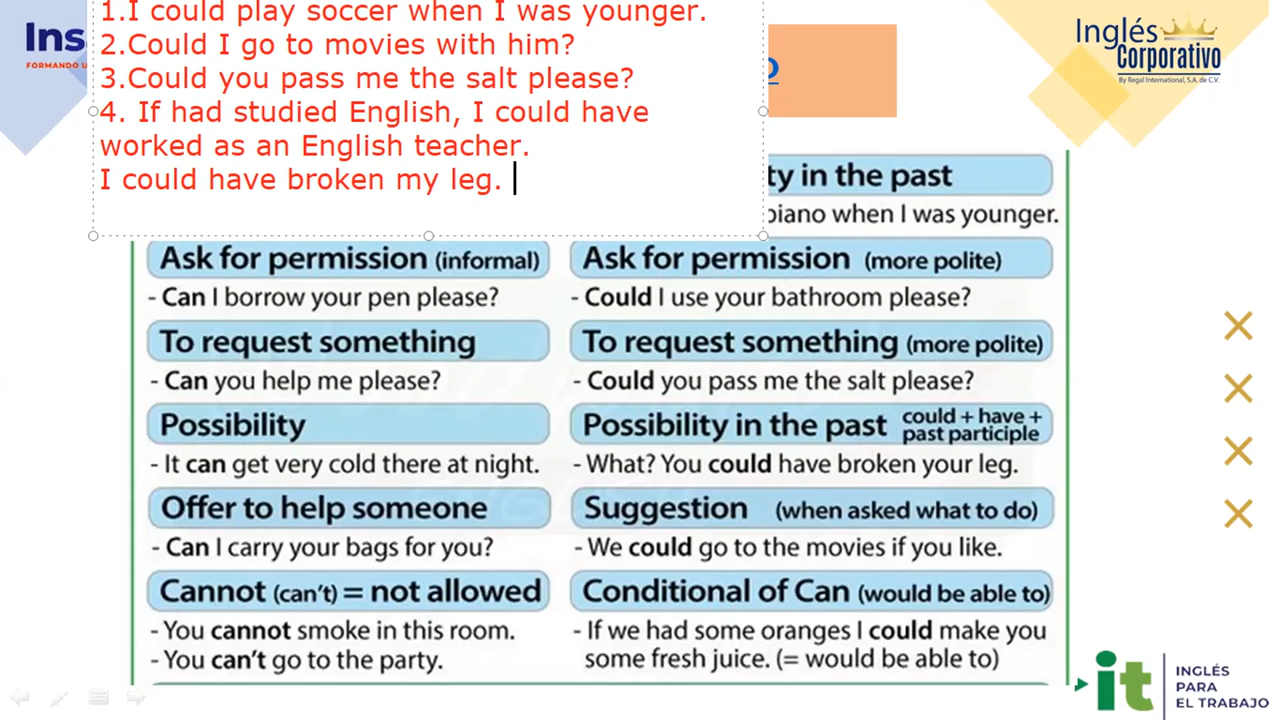 1.I could play soccer when I was younger.
2.Could I go to movies with him?
3.Could you pass me the salt please?
4. If had studied English, I could have
worked as an English teacher.
I could have broken my leg.
Ins
FORMANDO U
Inglés
Corporativo
By Regal International, S.A. de C.V.
ty in the past
piano when I was younger.
Ask for permission (informal)
- Can I borrow your pen please?
Ask for permission (more polite)
- Could I use your bathroom please?
To request something
- Can you help me please?
To request something (more polite)
- Could you pass me the salt please?
Possibility
- It can get very cold there at night.
Possibility in the past could + have +
past participle
- What? You could have broken your leg.
Offer to help someone
- Can I carry your bags for you?
Suggestion (when asked what to do)
- We could go to the movies if you like.
Cannot (can't) = not allowed
- You cannot smoke in this room.
- You can't go to the party.
Conditional of Can (would be able to)
- If we had some oranges I could make you
some fresh juice. (= would be able to)
it
INGLÉS
PARA
EL TRABAJO